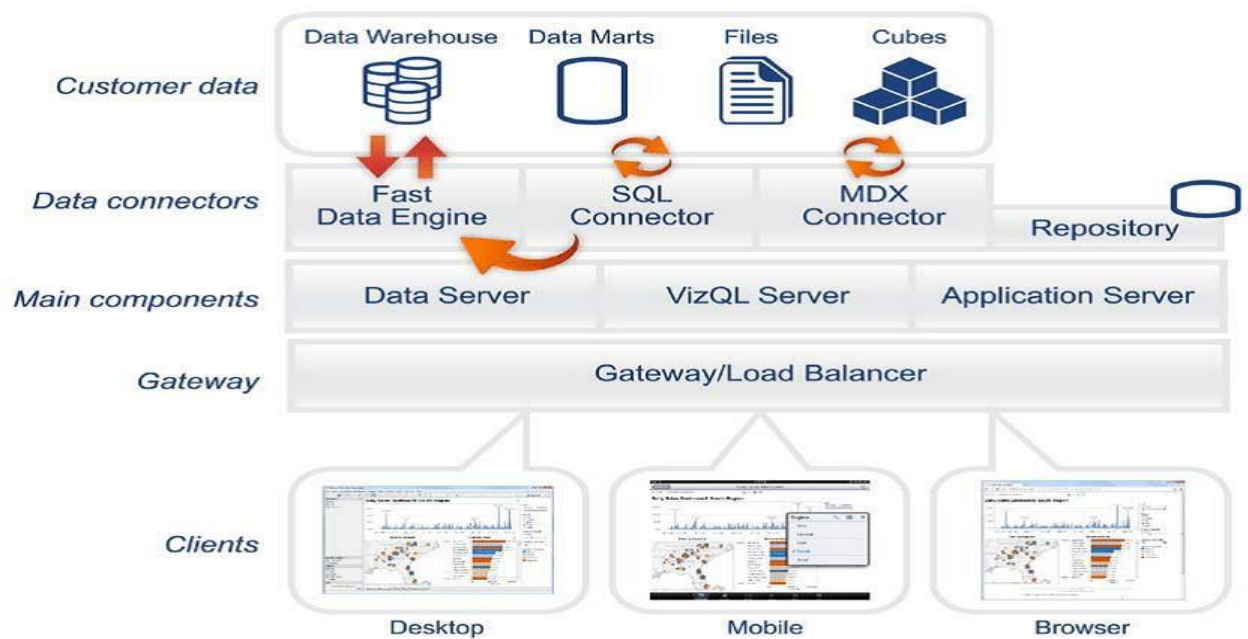 Data Warehouse
Data Marts
Files
Cubes
Customer data
Data connectors
Fast
Data Engine
SQL
Connector
MDX
Connector
Repository
Main components
Data Server
VizQL Server
Application Server
Gateway
Gateway/Load Balancer
Clients
Desktop
Mobile
Browser